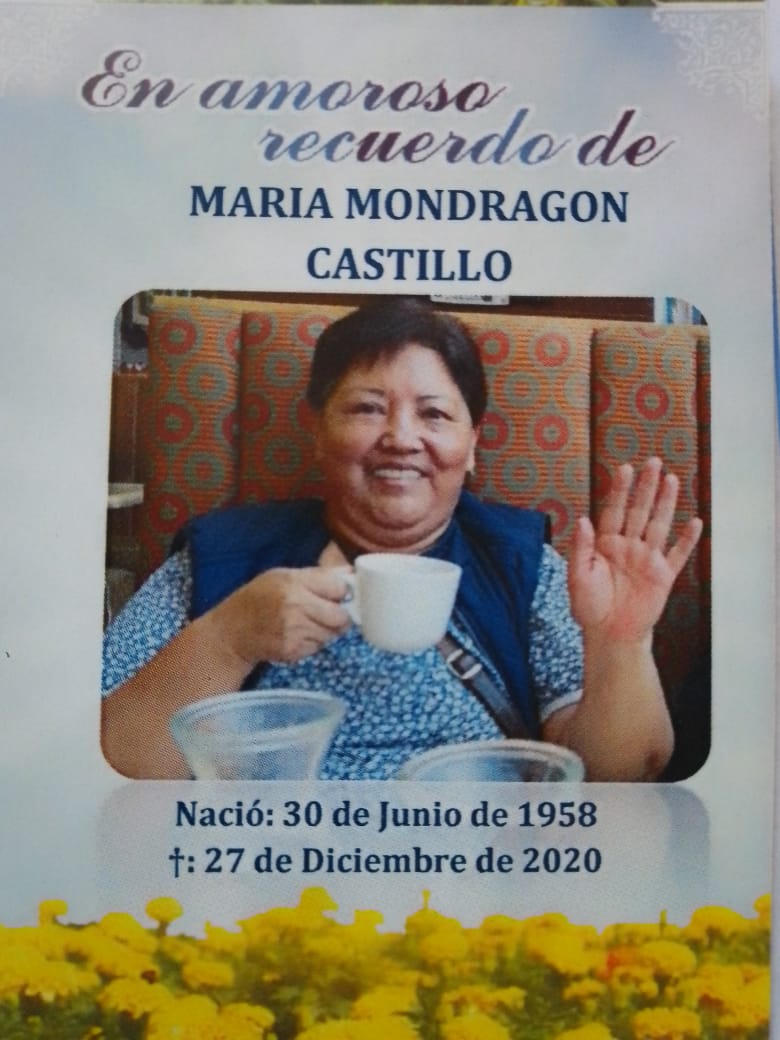 En amoroso
recuerdo de
MARIA MONDRAGON
CASTILLO
Nació: 30 de Junio de 1958
†: 27 de Diciembre de 2020